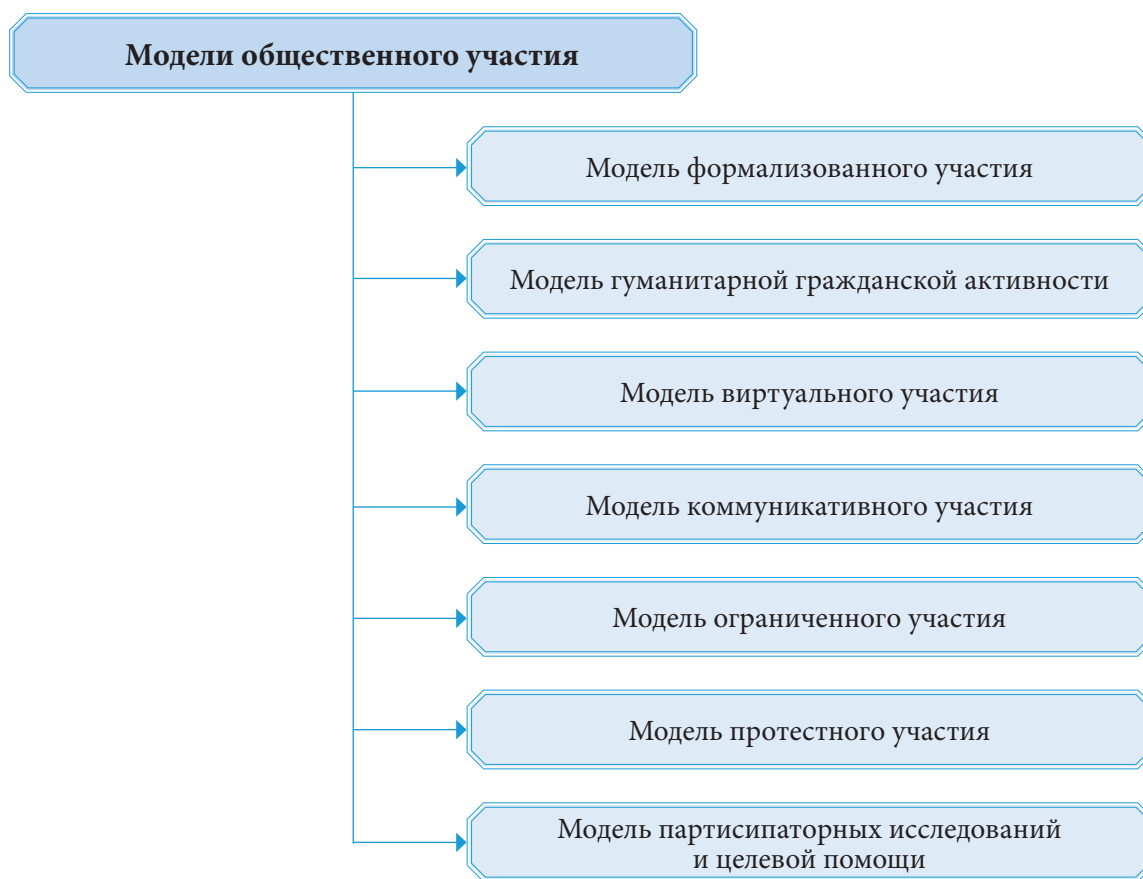 Модели общественного участия
Модель формализованного участия
Модель гуманитарной гражданской активности
Модель виртуального участия
Модель коммуникативного участия
Модель ограниченного участия
Модель протестного участия
Модель партисипаторных исследований
и целевой помощи